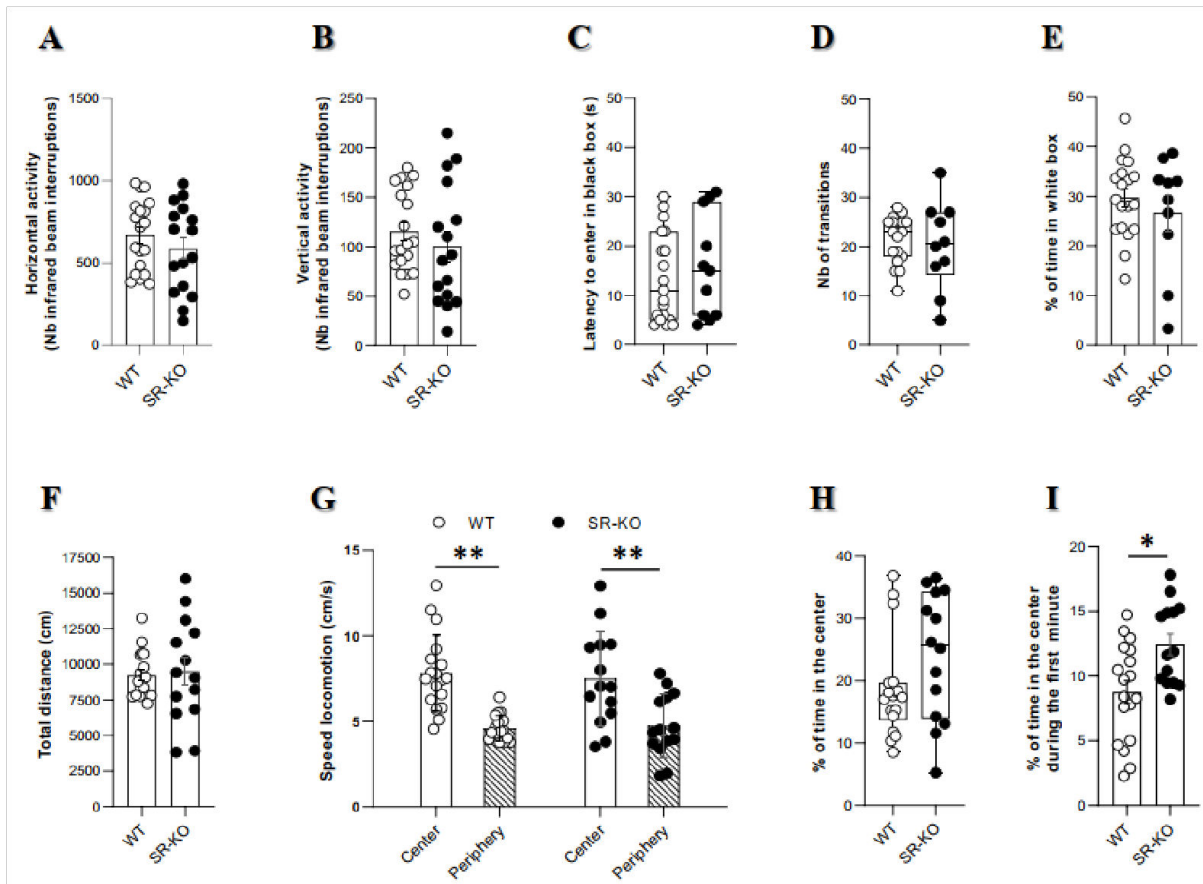 A
B
C
D
E
Horizontal activity
(Nb infrared beam interruptions)
1500
1000
500
0
WT
SR-KO
Vertical activity
(Nb infrared beam interruptions)
250
200
150
100
50
0
WT
SR-KO
Latency to enter in black box (s)
50
40
30
20
10
0
WT
SR-KO
Nb of transitions
50
40
30
20
10
0
WT
SR-KO
% of time in white box
50
40
30
20
10
0
WT
SR-KO
F
G
H
I
Total distance (cm)
17500
15000
12500
10000
7500
5000
2500
0
WT
SR-KO
WT
SR-KO
**
**
Speed locomotion (cm/s)
15
10
5
0
Center
Periphery
Center
Periphery
% of time in the center
40
30
20
10
0
WT
SR-KO
*
% of time in the center
during the first minute
20
15
10
5
0
WT
SR-KO